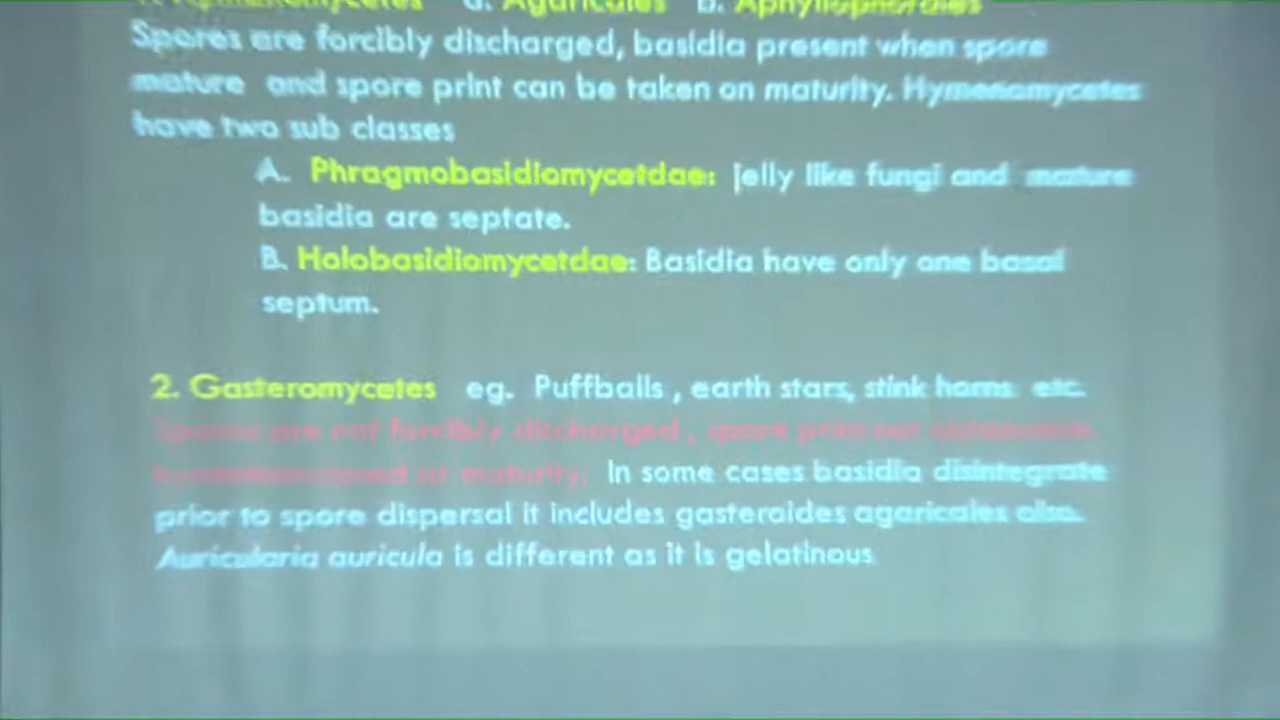 1. Hymenomycetes a. Agaricales b. Aphyllophorales
Spores are forcibly discharged, basidia present when spore
mature and spore print can be taken on maturity. Hymenomycetes
have two sub classes
A. Phragmobasidiomycetdae: jelly like fungi and mature
basidia are septate.
B. Holobasidiomycetdae: Basidia have only one basal
septum.
2. Gasteromycetes eg. Puffballs , earth stars, stink horns etc.
Spores are not forcibly discharged , spore print not obtainable,
at maturity. In some cases basidia disintegrate
prior to spore dispersal it includes gasteroides agaricales also.
Auricularia auricula is different as it is gelatinous